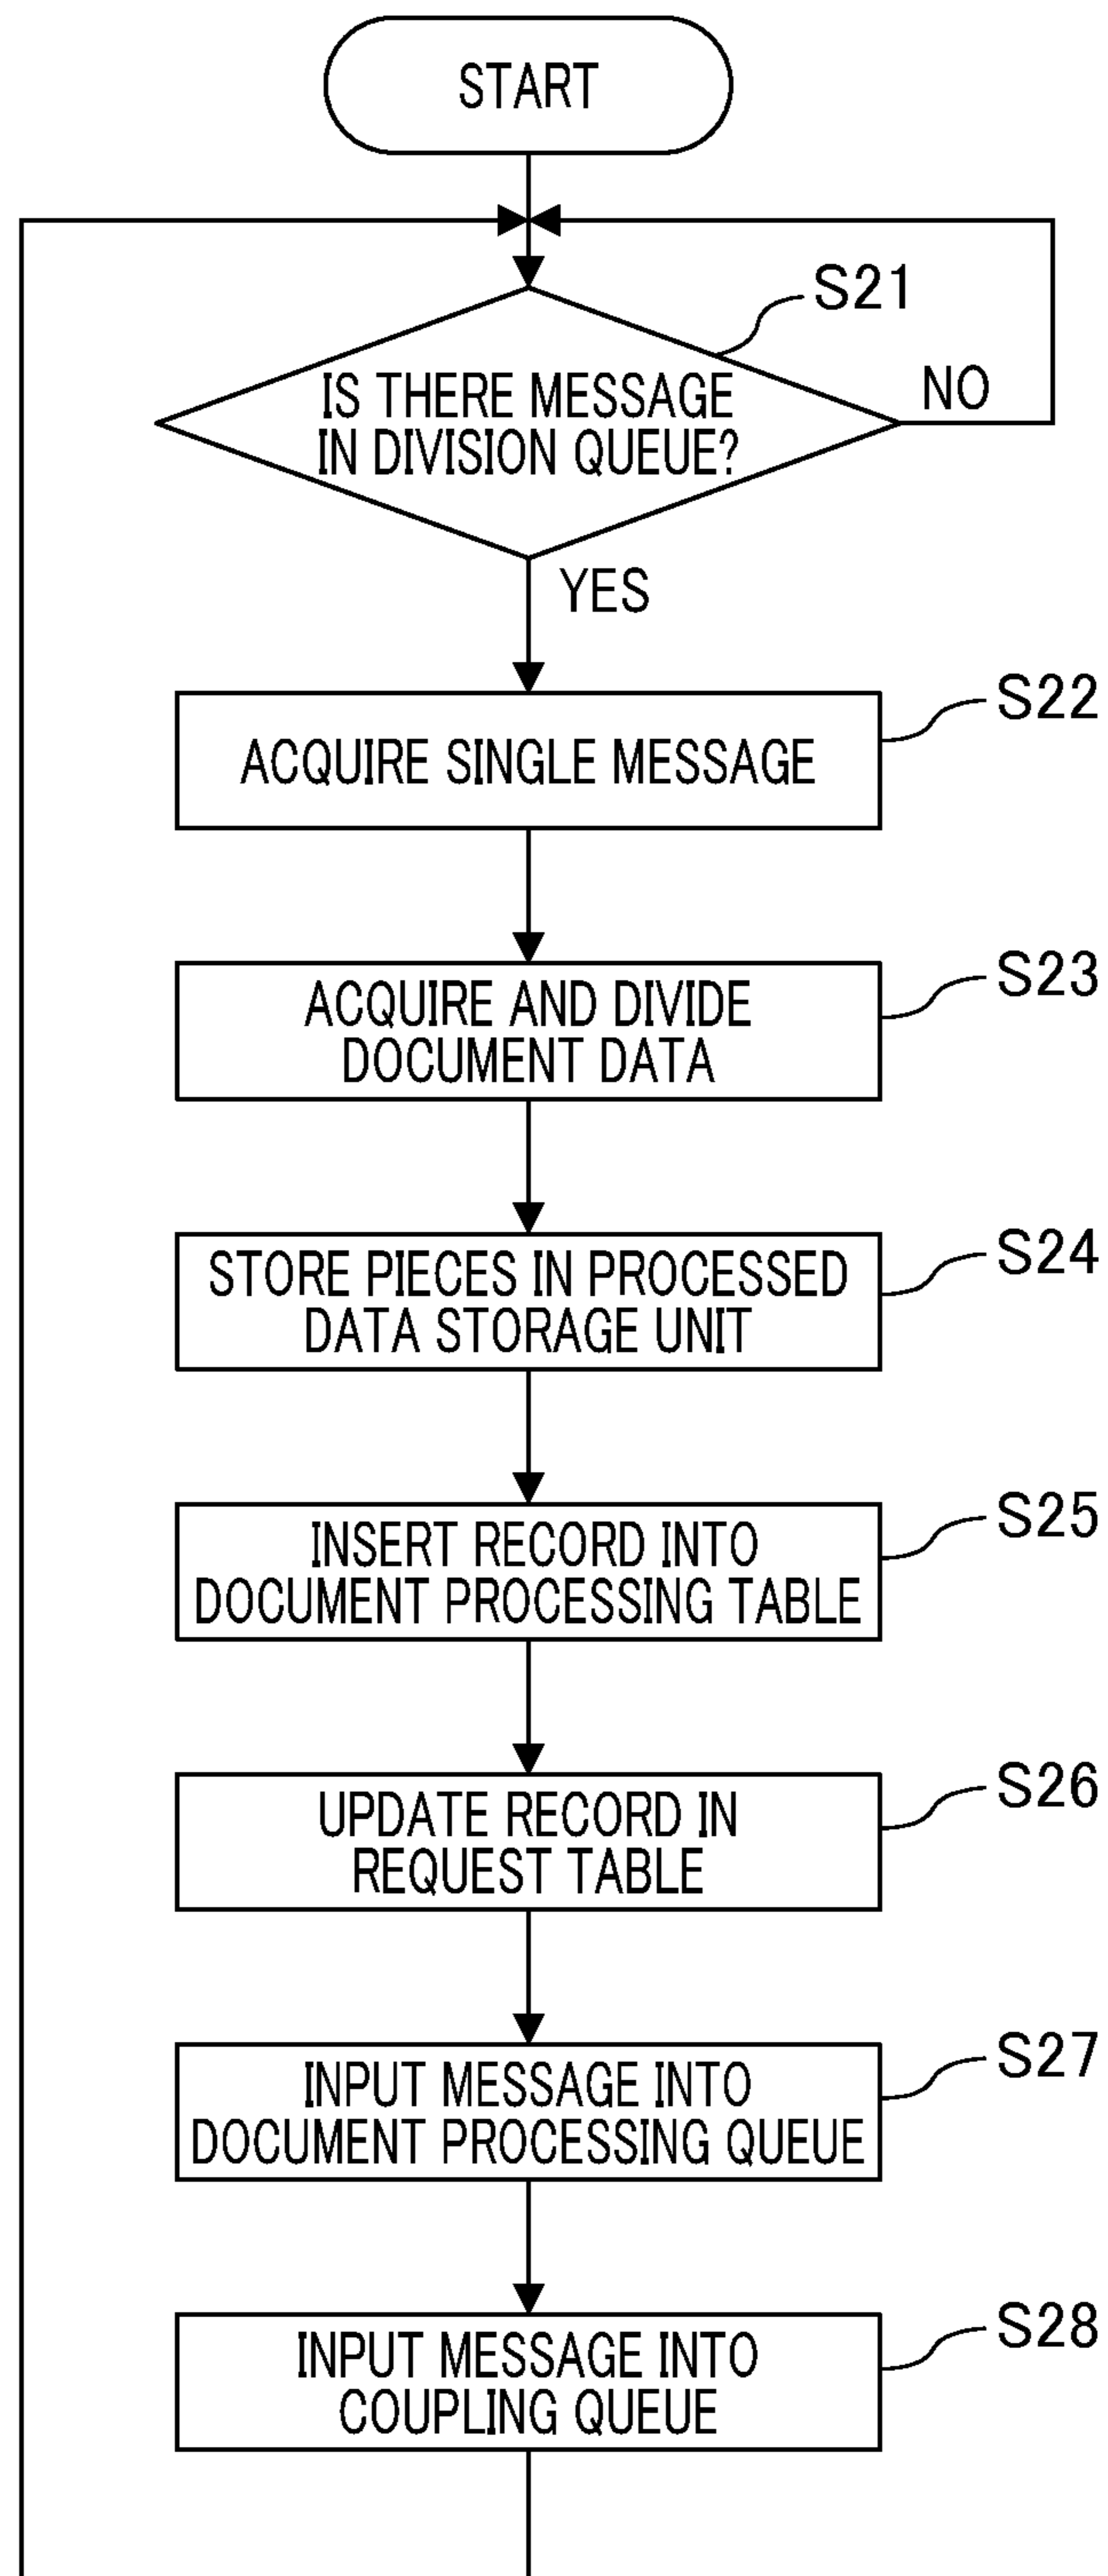 START
S21
IS THERE MESSAGE
IN DIVISION QUEUE?
NO
YES
S22
ACQUIRE SINGLE MESSAGE
S23
ACQUIRE AND DIVIDE
DOCUMENT DATA
S24
STORE PIECES IN PROCESSED
DATA STORAGE UNIT
S25
INSERT RECORD INTO
DOCUMENT PROCESSING TABLE
S26
UPDATE RECORD IN
REQUEST TABLE
S27
INPUT MESSAGE INTO
DOCUMENT PROCESSING QUEUE
S28
INPUT MESSAGE INTO
COUPLING QUEUE